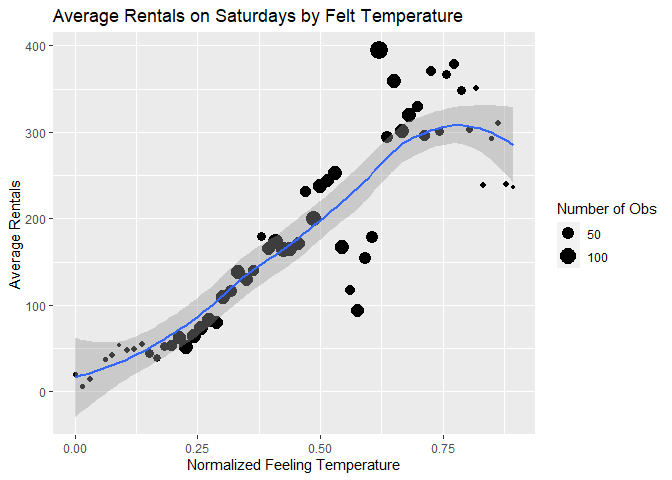 Average Rentals on Saturdays by Felt Temperature
400
300
200
100
0
Average Rentals
0.00 0.25 0.50 0.75
Normalized Feeling Temperature
Number of Obs
50
100